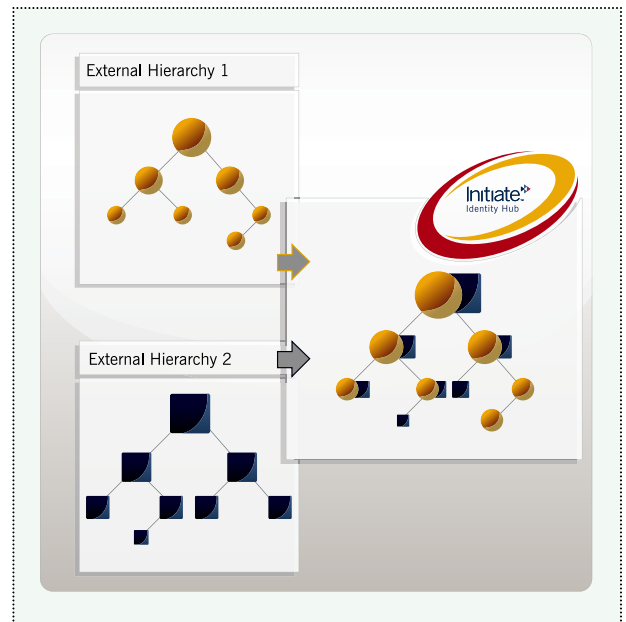 External Hierarchy 1
Initiate
Identity Hub
External Hierarchy 2